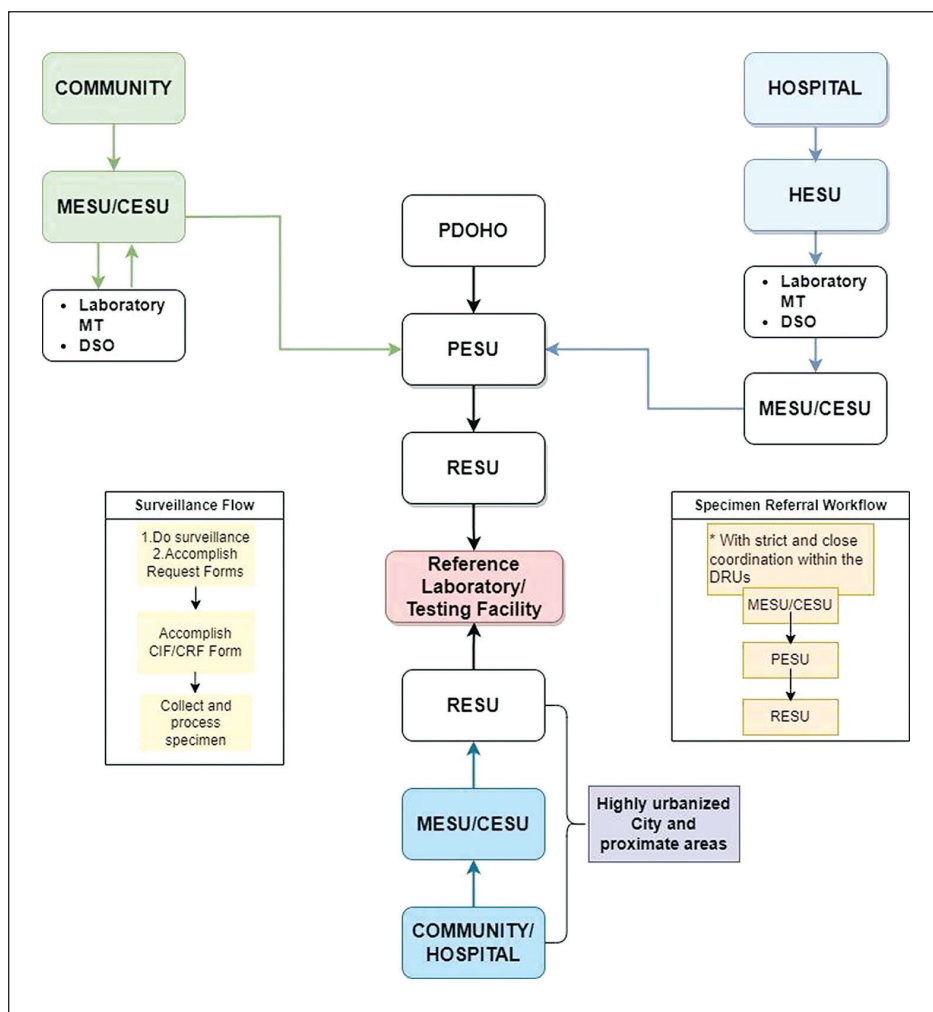 COMMUNITY
HOSPITAL
MESU/CESU
HESU
PDOHO
• Laboratory
MT
• DSO
• Laboratory
MT
• DSO
PESU
MESU/CESU
RESU
Surveillance Flow
1.Do surveillance
2.Accomplish
Request Forms
Accomplish
CIF/CRF Form
Collect and
process
specimen
Specimen Referral Workflow
* With strict and close
coordination within the
DRUs
MESU/CESU
PESU
RESU
Reference
Laboratory/
Testing Facility
RESU
MESU/CESU
COMMUNITY/
HOSPITAL
Highly urbanized
City and
proximate areas